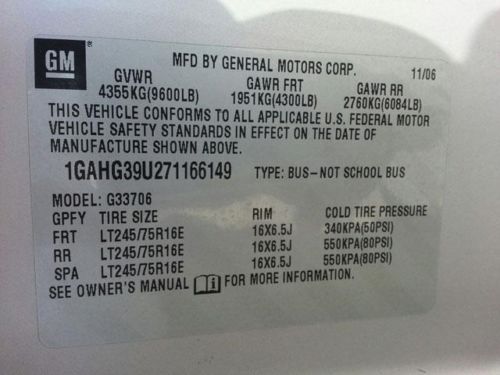 GM
MFD BY GENERAL MOTORS CORP. 11/06
GVWR GAWR FRT GAWR RR
4355KG(9600LB) 1951KG(4300LB) 2760KG(6084LB)
THIS VEHICLE CONFORMS TO ALL APPLICABLE U.S. FEDERAL MOTOR
VEHICLE SAFETY STANDARDS IN EFFECT ON THE DATE OF
MANUFACTURE SHOWN ABOVE.
1GAHG39U271166149 TYPE: BUS-NOT SCHOOL BUS
MODEL: G33706
GPFY TIRE SIZE RIM COLD TIRE PRESSURE
FRT LT245/75R16E 16X6.5J 340KPA(50PSI)
RR LT245/75R16E 16X6.5J 550KPA(80PSI)
SPA LT245/75R16E 16X6.5J 550KPA(80PSI)
SEE OWNER'S MANUAL FOR MORE INFORMATION.